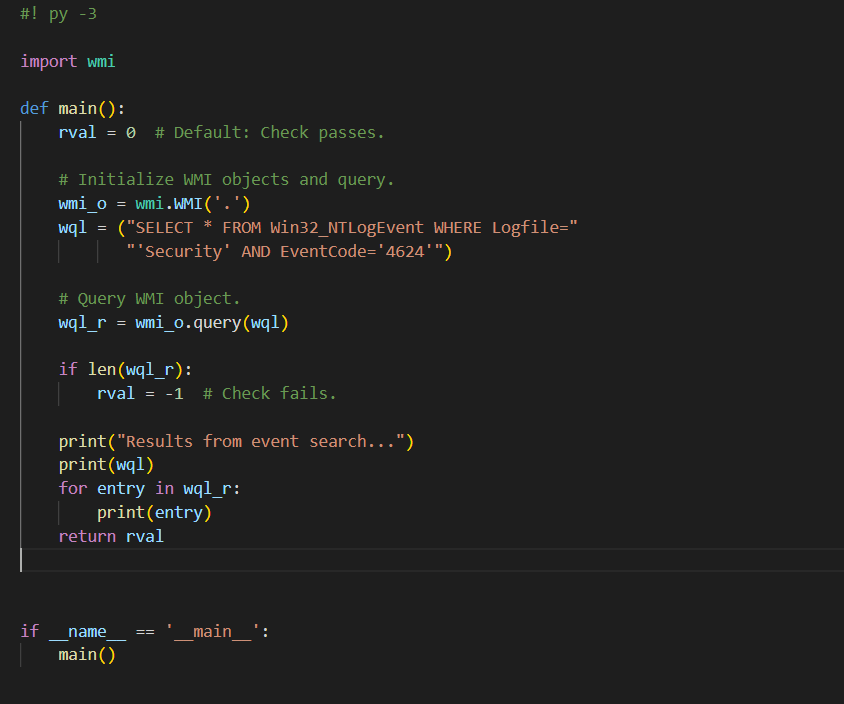 #! py -3
import wmi
def main():
    rval = 0  # Default: Check passes.
    # Initialize WMI objects and query.
    wmi_o = wmi.WMI('.')
    wql = ("SELECT * FROM Win32_NTLogEvent WHERE Logfile="
           "'Security' AND EventCode='4624'")
    # Query WMI object.
    wql_r = wmi_o.query(wql)
    if len(wql_r):
        rval = -1  # Check fails.
    print("Results from event search...")
    print(wql)
    for entry in wql_r:
        print(entry)
    return rval
if __name__ == '__main__':
    main()